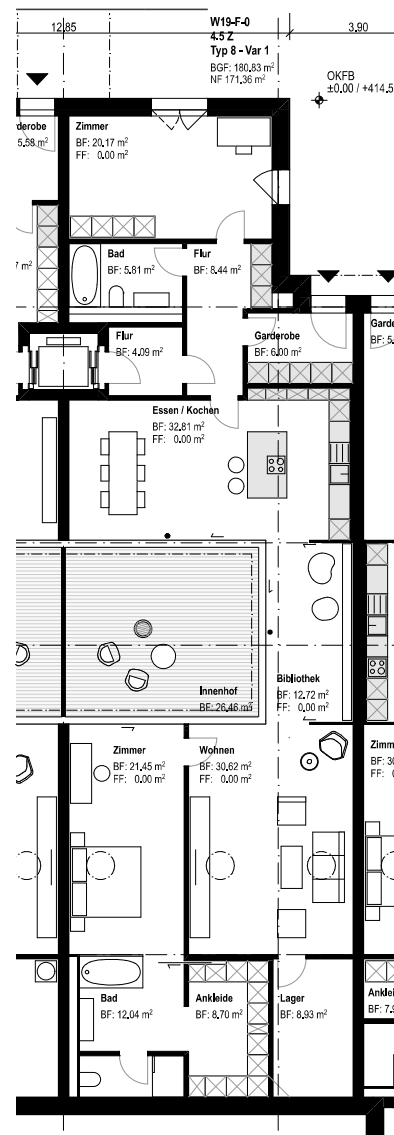 W19-F-0
4.5 Z
Typ 8 - Var 1
BGF: 180.83 m²
NF 171.36 m²
12.85
3.90
OKFB
±0.00 / +414.5
derobe
5.58 m²
Zimmer
BF: 20.17 m²
FF: 0.00 m²
7 m²
Bad
BF: 5.81 m²
Flur
BF: 8.44 m²
Flur
BF: 4.09 m²
Garderobe
BF: 6.00 m²
Garde
BF: 5.
Essen / Kochen
BF: 32.81 m²
FF: 0.00 m²
Innenhof
BF: 26.46 m²
Bibliothek
BF: 12.72 m²
FF: 0.00 m²
Zimmer
BF: 21.45 m²
FF: 0.00 m²
Wohnen
BF: 30.62 m²
FF: 0.00 m²
Zimm
BF: 30
FF: 0
Bad
BF: 12.04 m²
Ankleide
BF: 8.70 m²
Lager
BF: 8.93 m²
Anklei
BF: 7.9